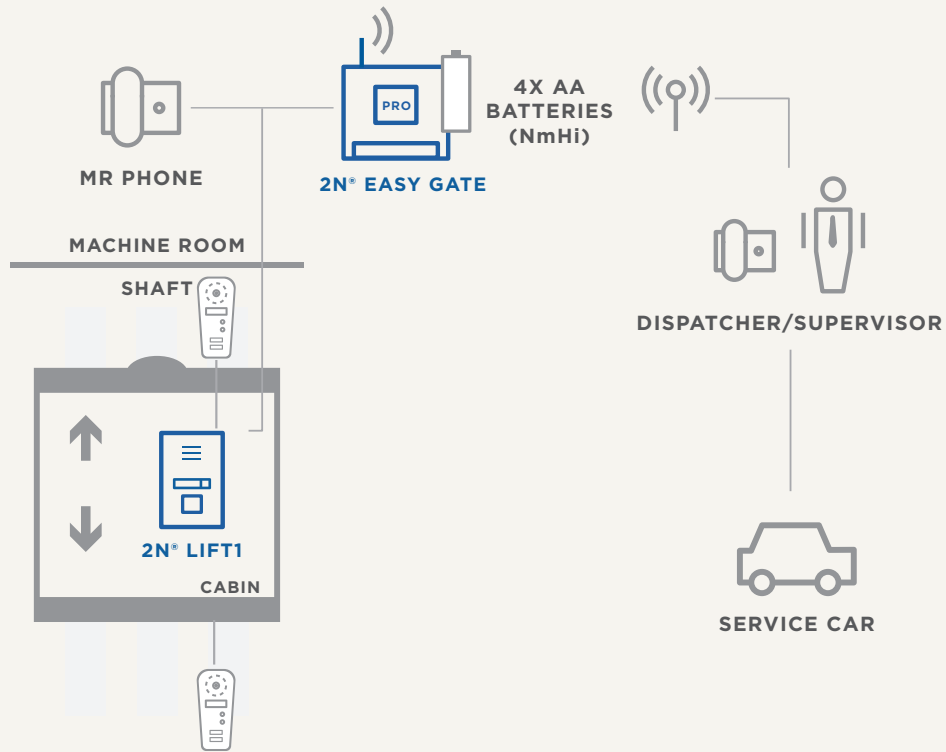 PRO
4X AA
BATTERIES
(NmHi)
MR PHONE
2N® EASY GATE
MACHINE ROOM
SHAFT
DISPATCHER/SUPERVISOR
2N® LIFT1
CABIN
SERVICE CAR